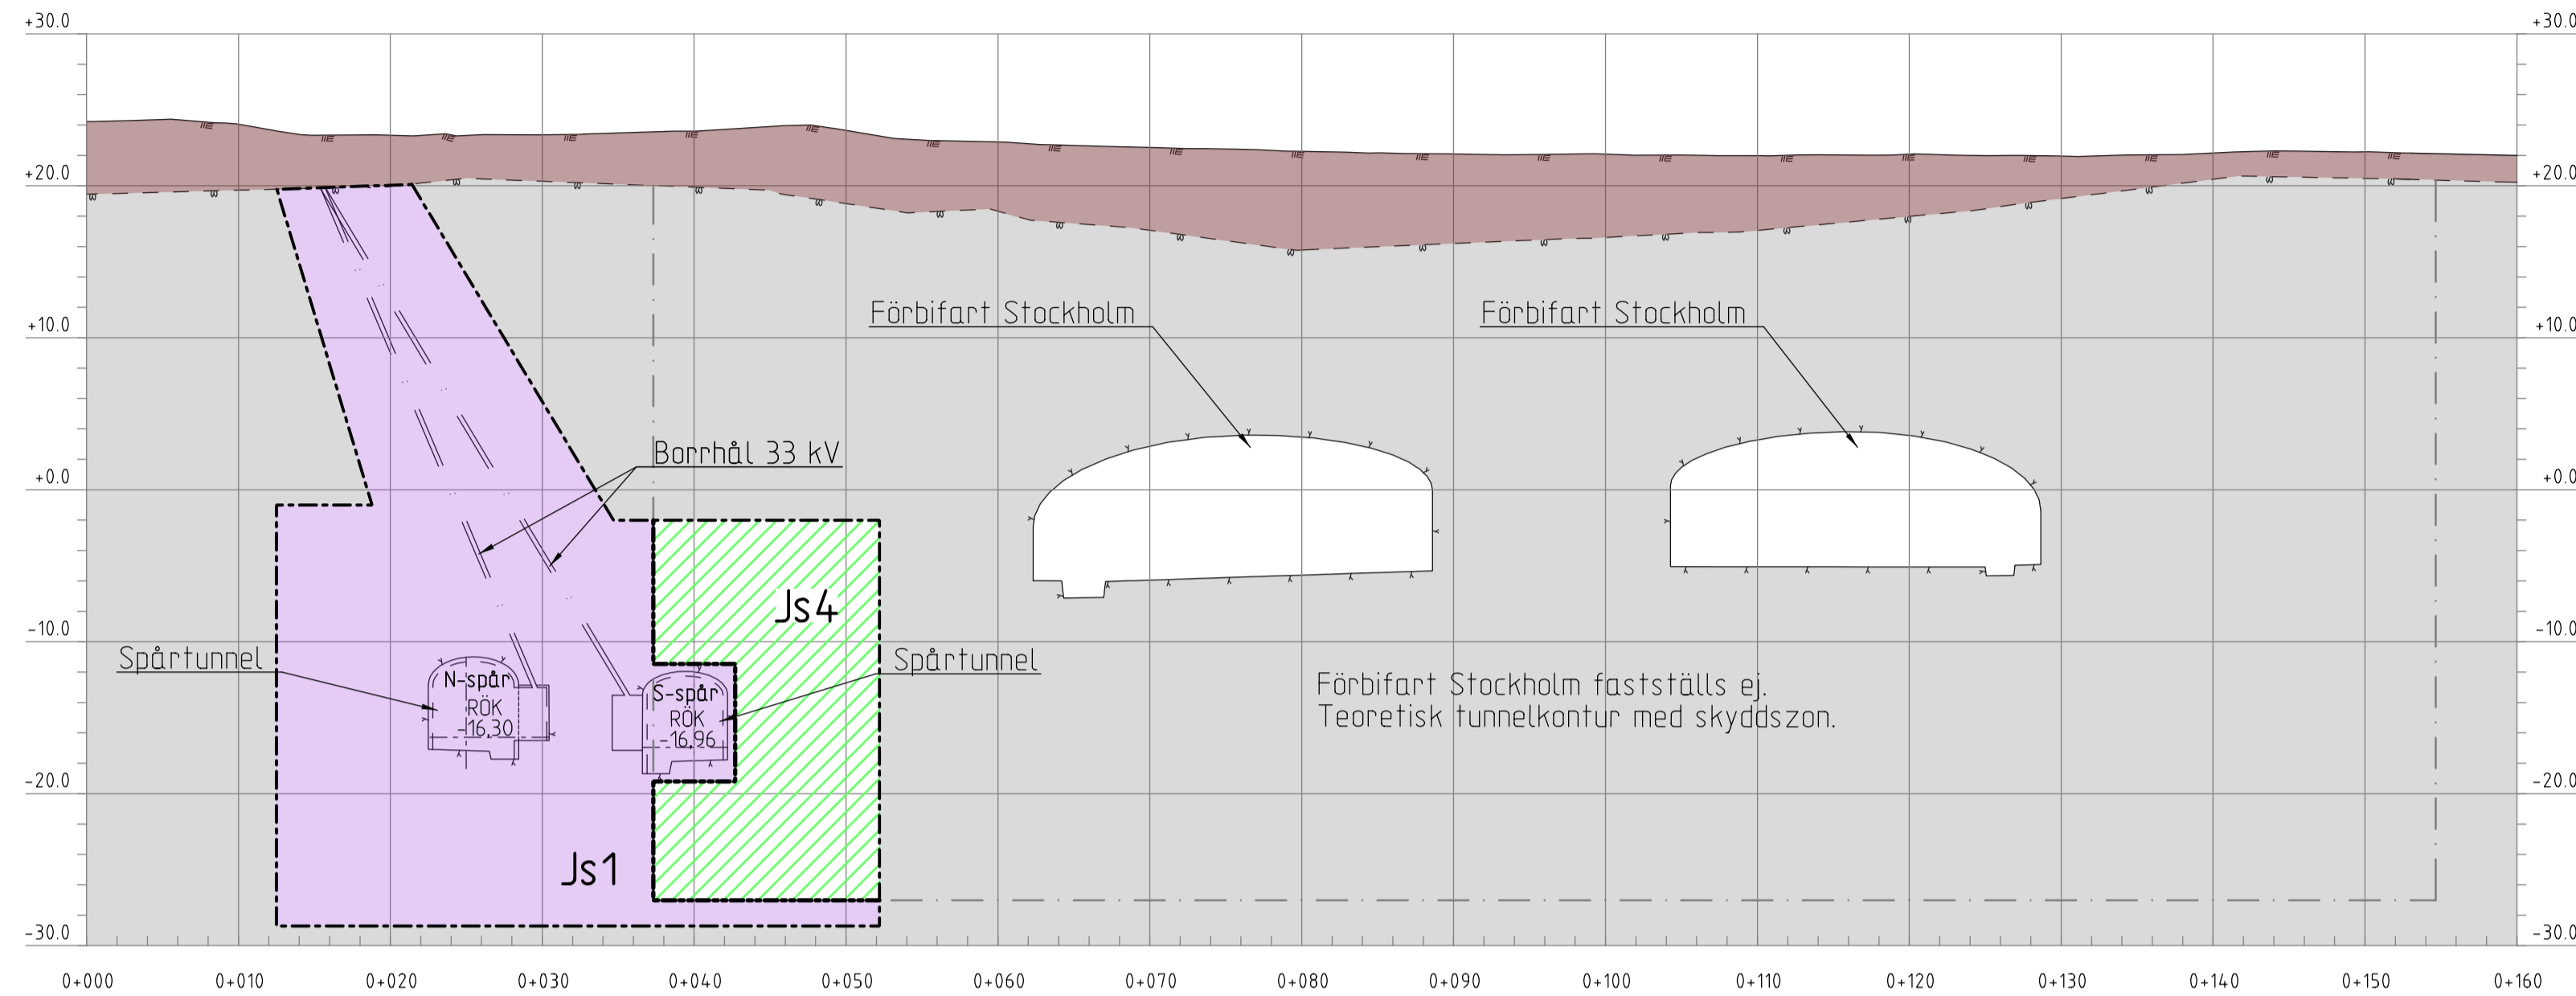 +30.0
+30.0
+20.0
+20.0
Förbifart Stockholm
Förbifart Stockholm
+10.0
+10.0
Borrhål 33 kV
+0.0
+0.0
Js4
-10.0
-10.0
Spårtunnel
Spårtunnel
N-spår
RÖK
-16,30
S-spår
RÖK
-16,96
Förbifart Stockholm fastställs ej.
Teoretisk tunnelkontur med skyddszon.
-20.0
-20.0
Js1
-30.0
-30.0
0+000 0+010 0+020 0+030 0+040 0+050 0+060 0+070 0+080 0+090 0+100 0+110 0+120 0+130 0+140 0+150 0+160